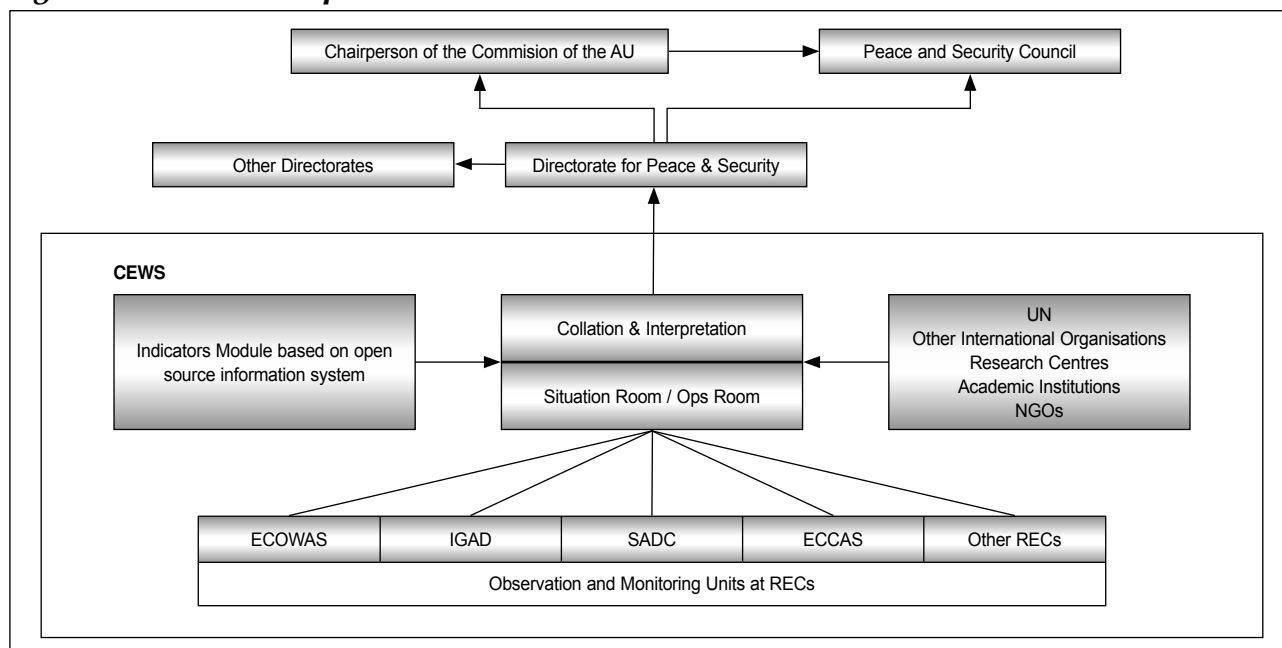 Chairperson of the Commision of the AU
Peace and Security Council
Other Directorates
Directorate for Peace & Security
CEWS
Indicators Module based on open
source information system
Collation & Interpretation
Situation Room / Ops Room
UN
Other International Organisations
Research Centres
Academic Institutions
NGOs
ECOWAS
IGAD
SADC
ECCAS
Other RECs
Observation and Monitoring Units at RECs